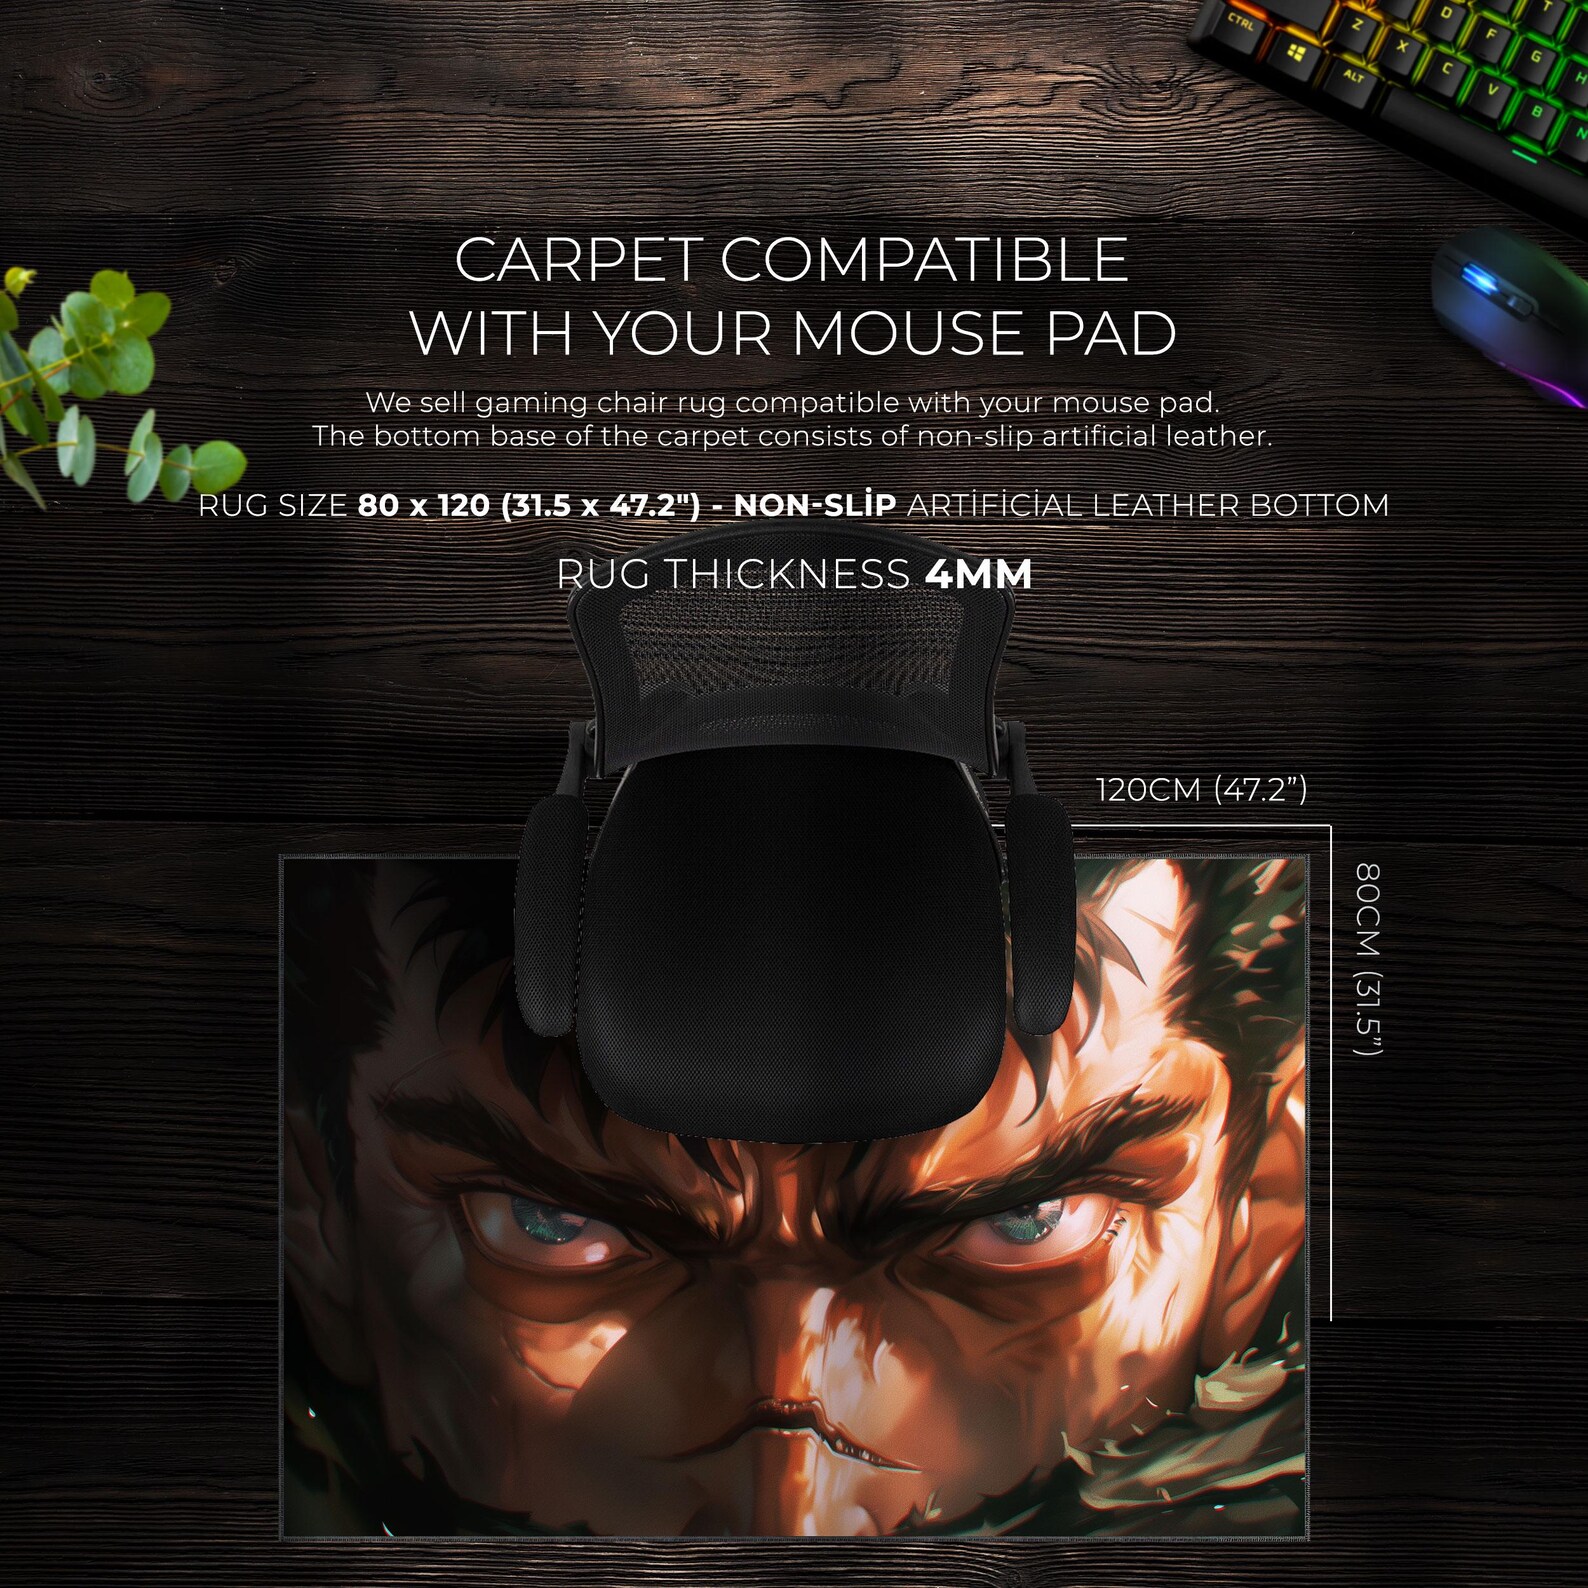 CTRL
ALT
Z
X
C
V
B
N
D
F
G
H
T
CARPET COMPATIBLE
WITH YOUR MOUSE PAD
We sell gaming chair rug compatible with your mouse pad.
The bottom base of the carpet consists of non-slip artificial leather.
RUG SIZE 80 x 120 (31.5 x 47.2") - NON-SLİP ARTİFİCİAL LEATHER BOTTOM
RUG THICKNESS 4MM
120CM (47.2”)
80CM (31.5”)